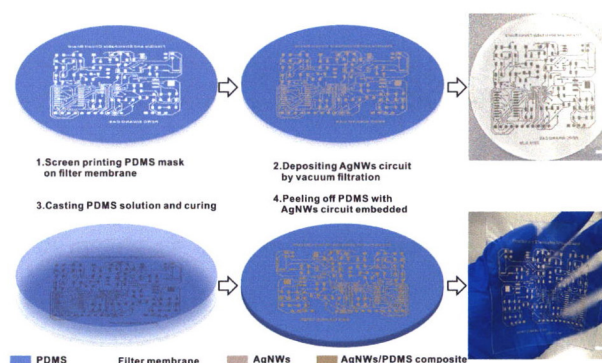 1.Screen printing PDMS mask
on filter membrane
2.Depositing AgNWs circuit
by vacuum filtration
3.Casting PDMS solution and curing
4.Peeling off PDMS with
AgNWs circuit embedded
PDMS Filter membrane AgNWs AgNWs/PDMS composite